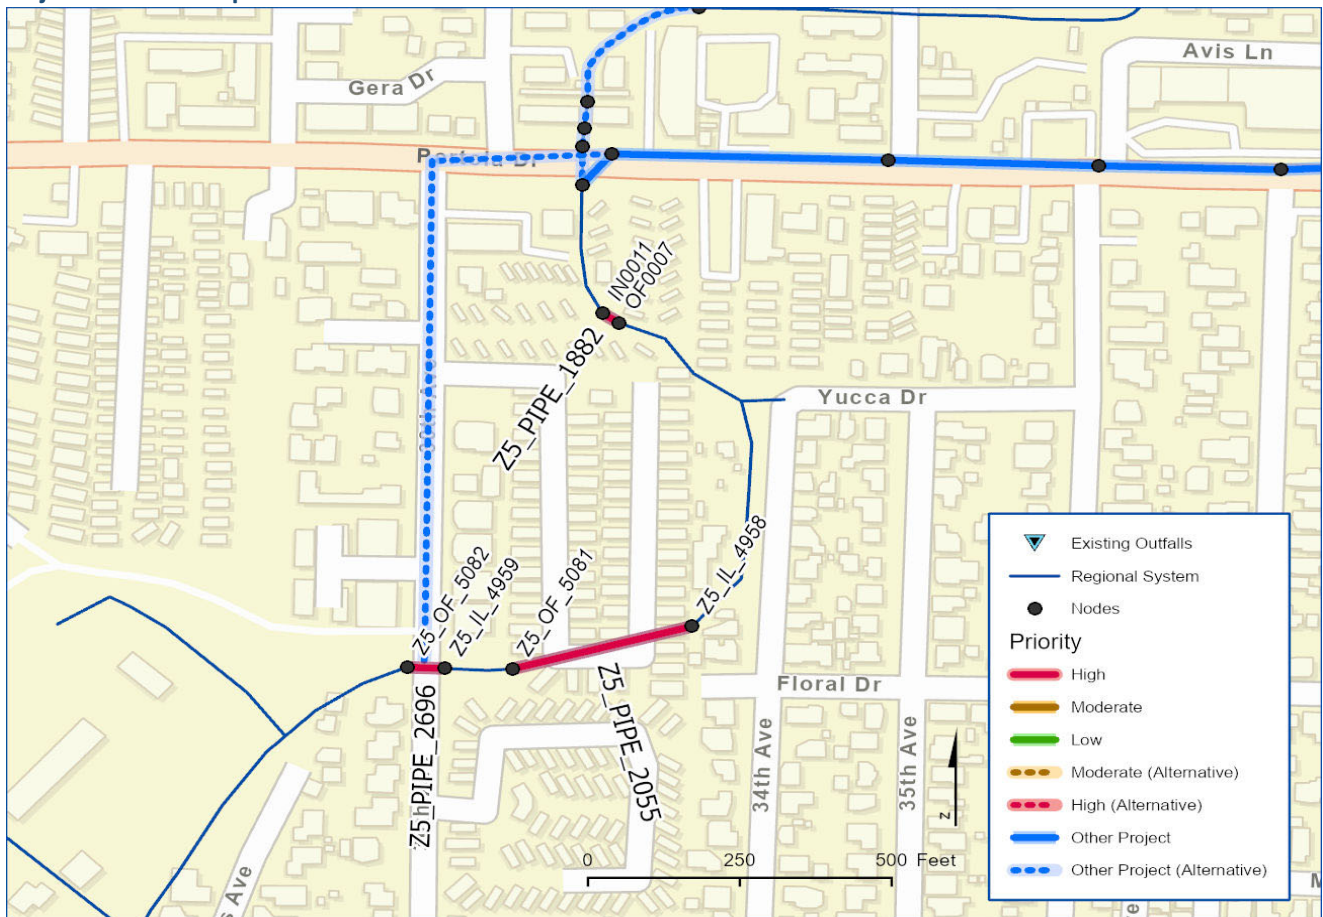 Avis Ln
Gera Dr
IN0011
OF0007
Z5_PIPE_1882
Yucca Dr
Z5_IL_4958
Z5_OF_5082
Z5_IL_4959
Z5_OF_5081
Floral Dr
Z5_PIPE_2696
Z5_PIPE_2055
34th Ave
35th Ave
z
0 250 500 Feet
Existing Outfalls
Regional System
Nodes
Priority
High
Moderate
Low
Moderate (Alternative)
High (Alternative)
Other Project
Other Project (Alternative)
s Ave